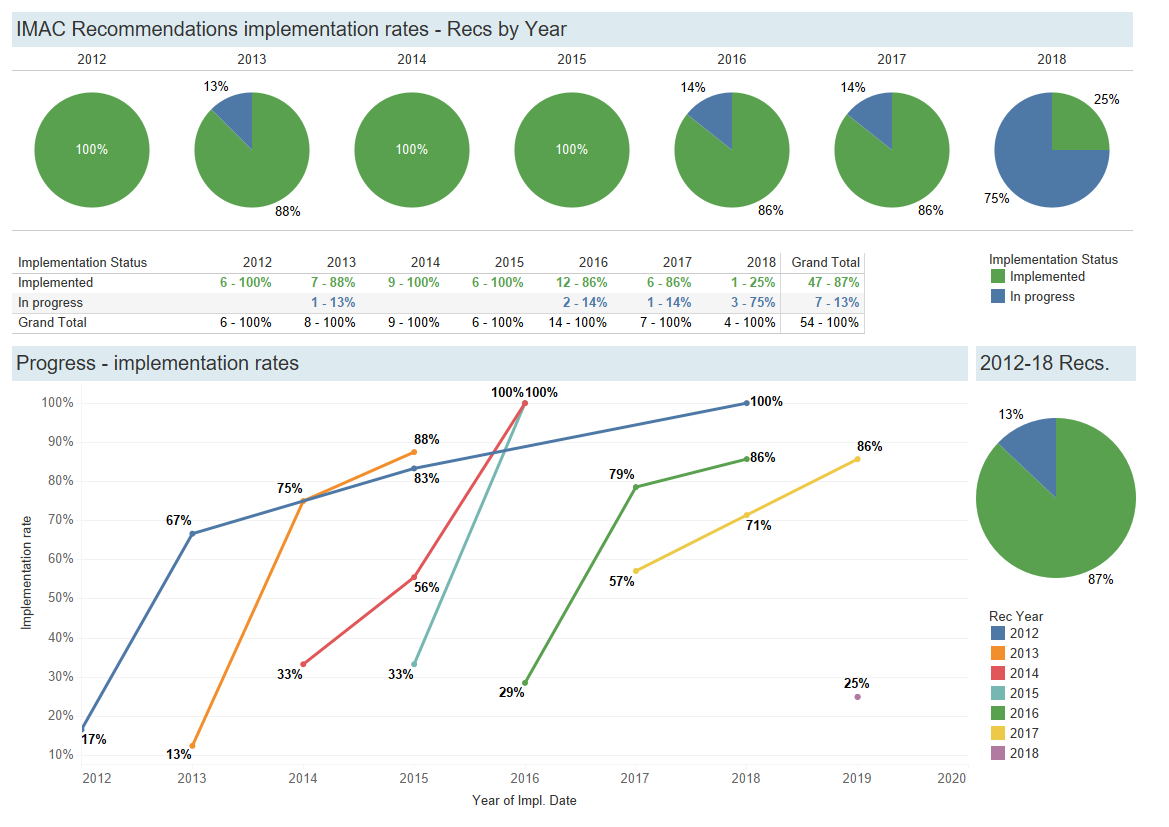 IMAC Recommendations implementation rates - Recs by Year
2012 2013 2014 2015 2016 2017 2018
13% 14% 14% 25%
100% 100% 100%
88% 86% 86% 75%
Implementation Status 2012 2013 2014 2015 2016 2017 2018 Grand Total
Implemented 6 - 100% 7 - 88% 9 - 100% 6 - 100% 12 - 86% 6 - 86% 1 - 25% 47 - 87%
In progress 1 - 13% 2 - 14% 1 - 14% 3 - 75% 7 - 13%
Grand Total 6 - 100% 8 - 100% 9 - 100% 6 - 100% 14 - 100% 7 - 100% 4 - 100% 54 - 100%
Implementation Status
Implemented
In progress
Progress - implementation rates
Implementation rate
100%
90%
80%
70%
60%
50%
40%
30%
20%
10%
100% 100% 100%
88% 86% 86%
83%
75% 79%
67% 71%
56% 57%
33% 33% 29% 25%
17% 13%
2012 2013 2014 2015 2016 2017 2018 2019 2020
Year of Impl. Date
2012-18 Recs.
13%
87%
Rec Year
2012
2013
2014
2015
2016
2017
2018